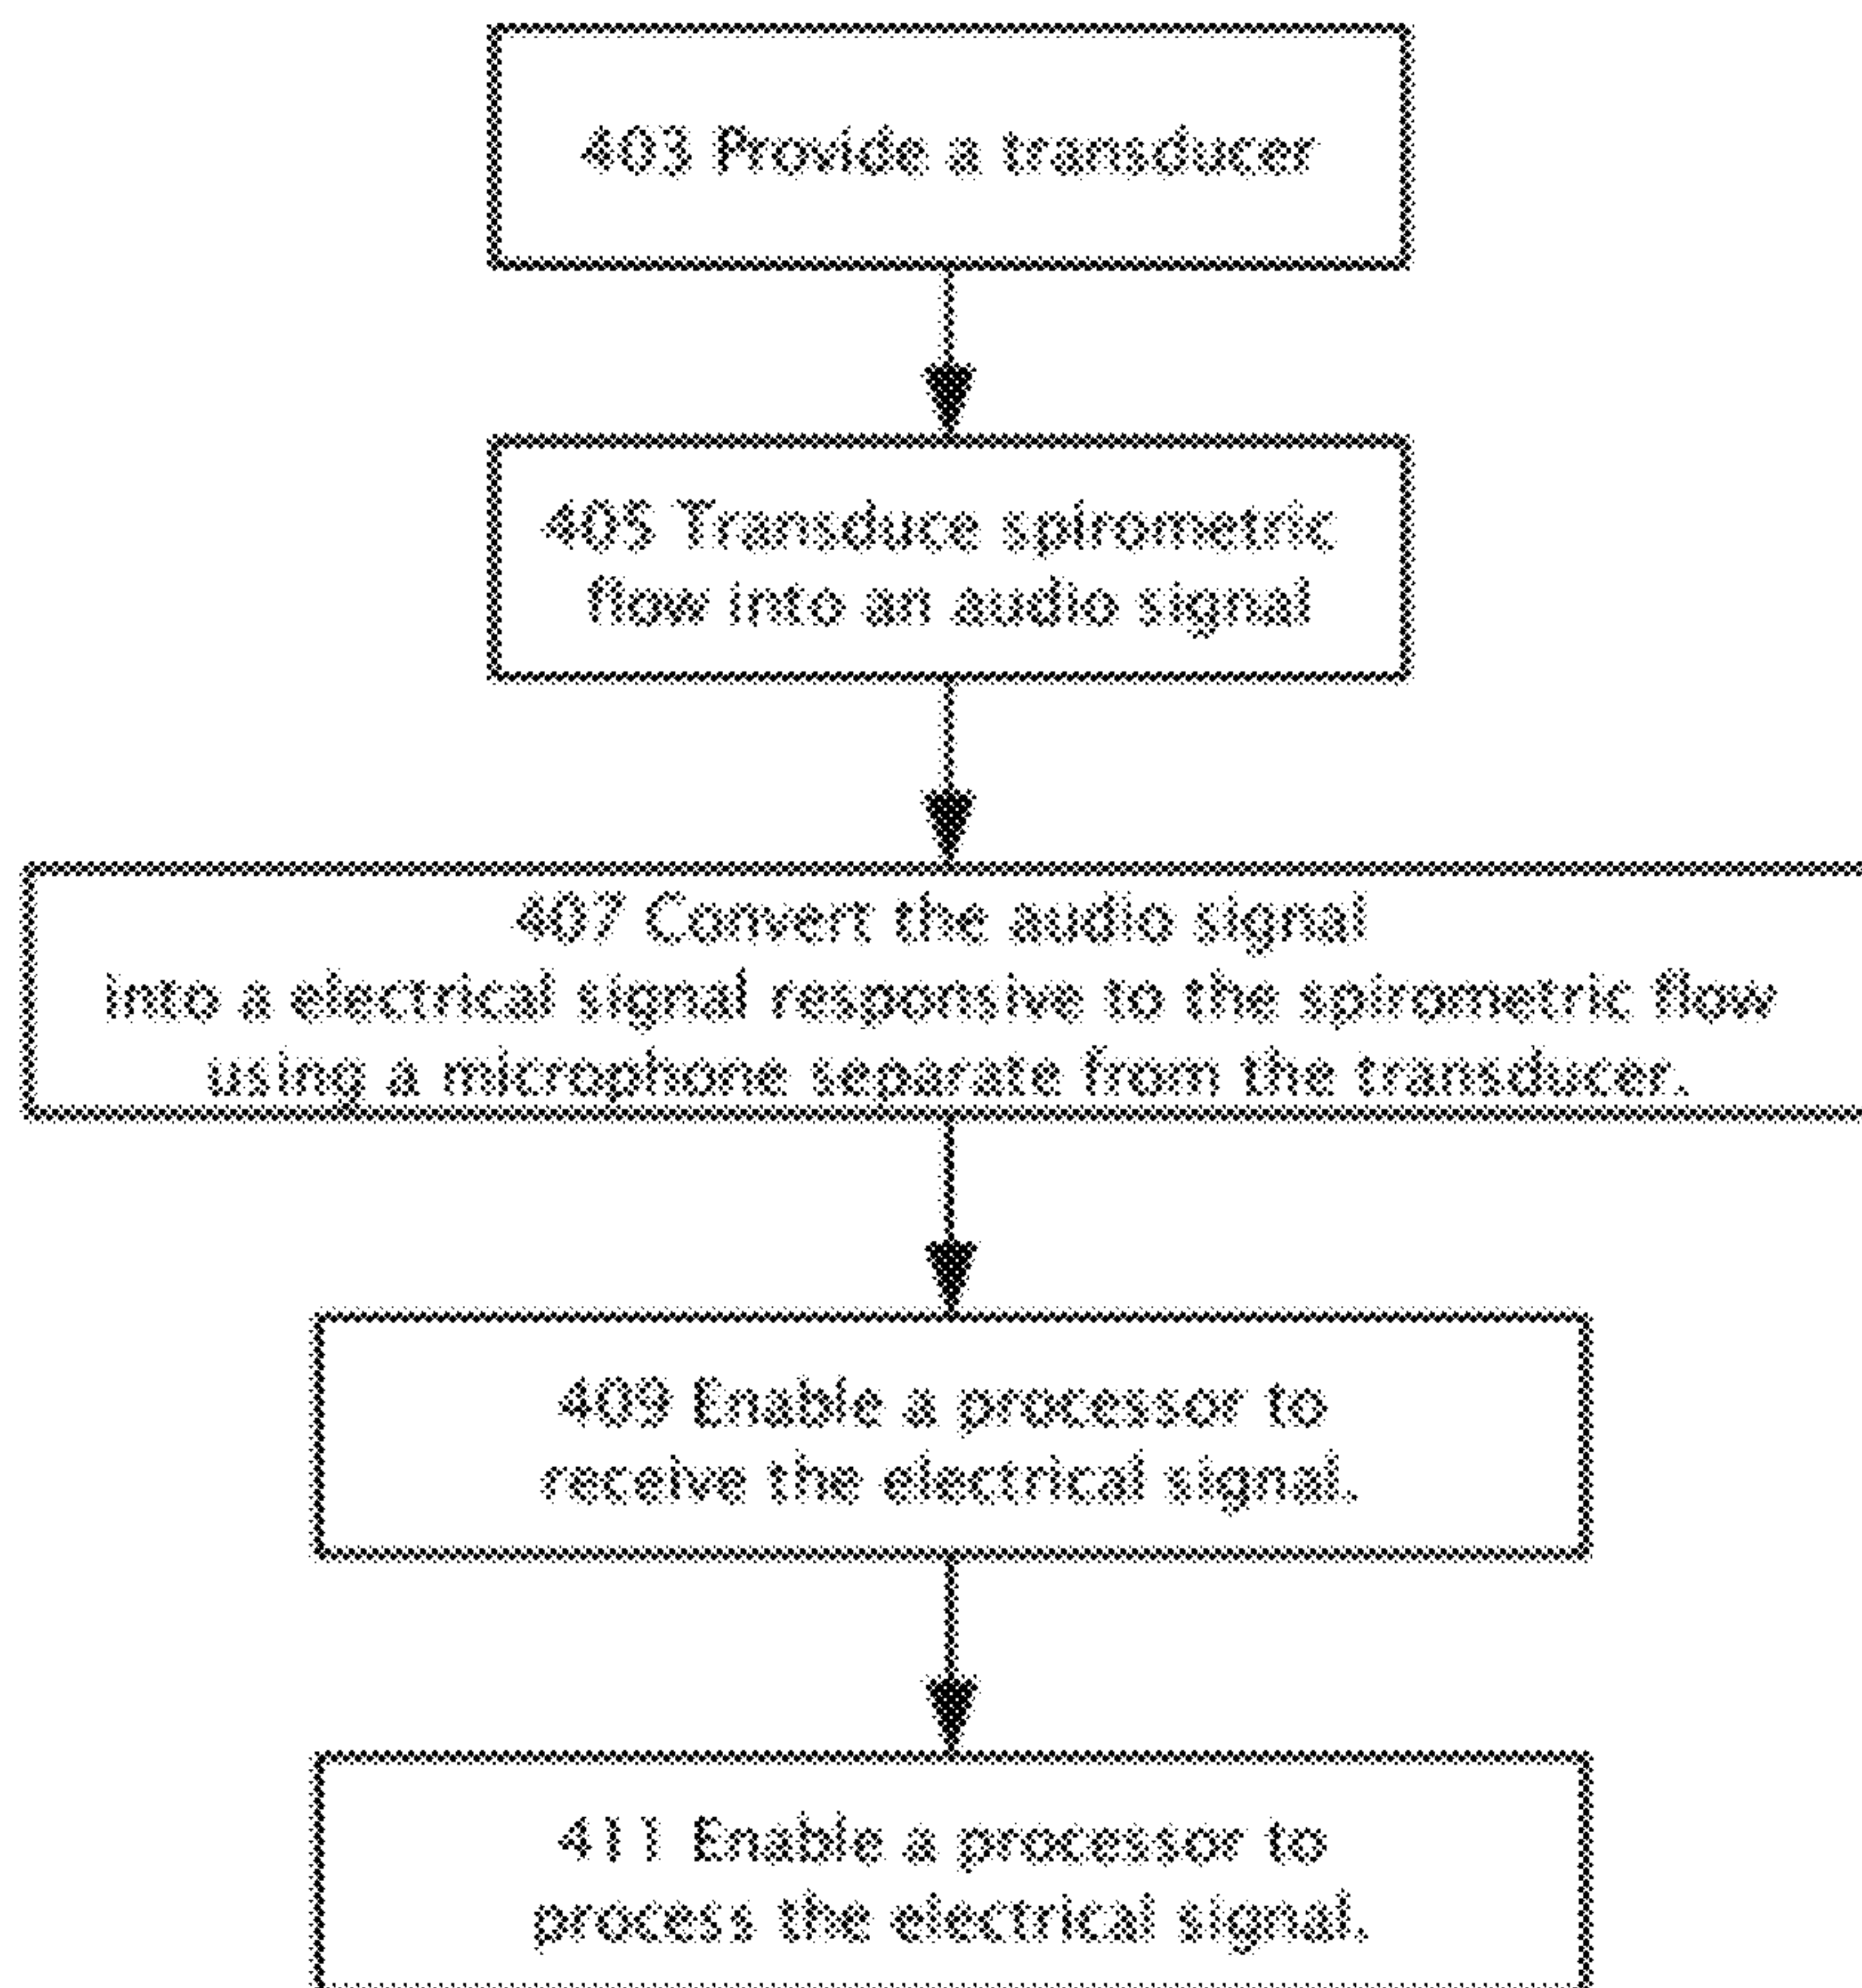 403 Provide a transducer
405 Transduce spirometric
flow into an audio signal
407 Convert the audio signal
into a electrical signal responsive to the spirometric flow
using a microphone separate from the transducer.
409 Enable a processor to
receive the electrical signal.
411 Enable a processor to
process the electrical signal.